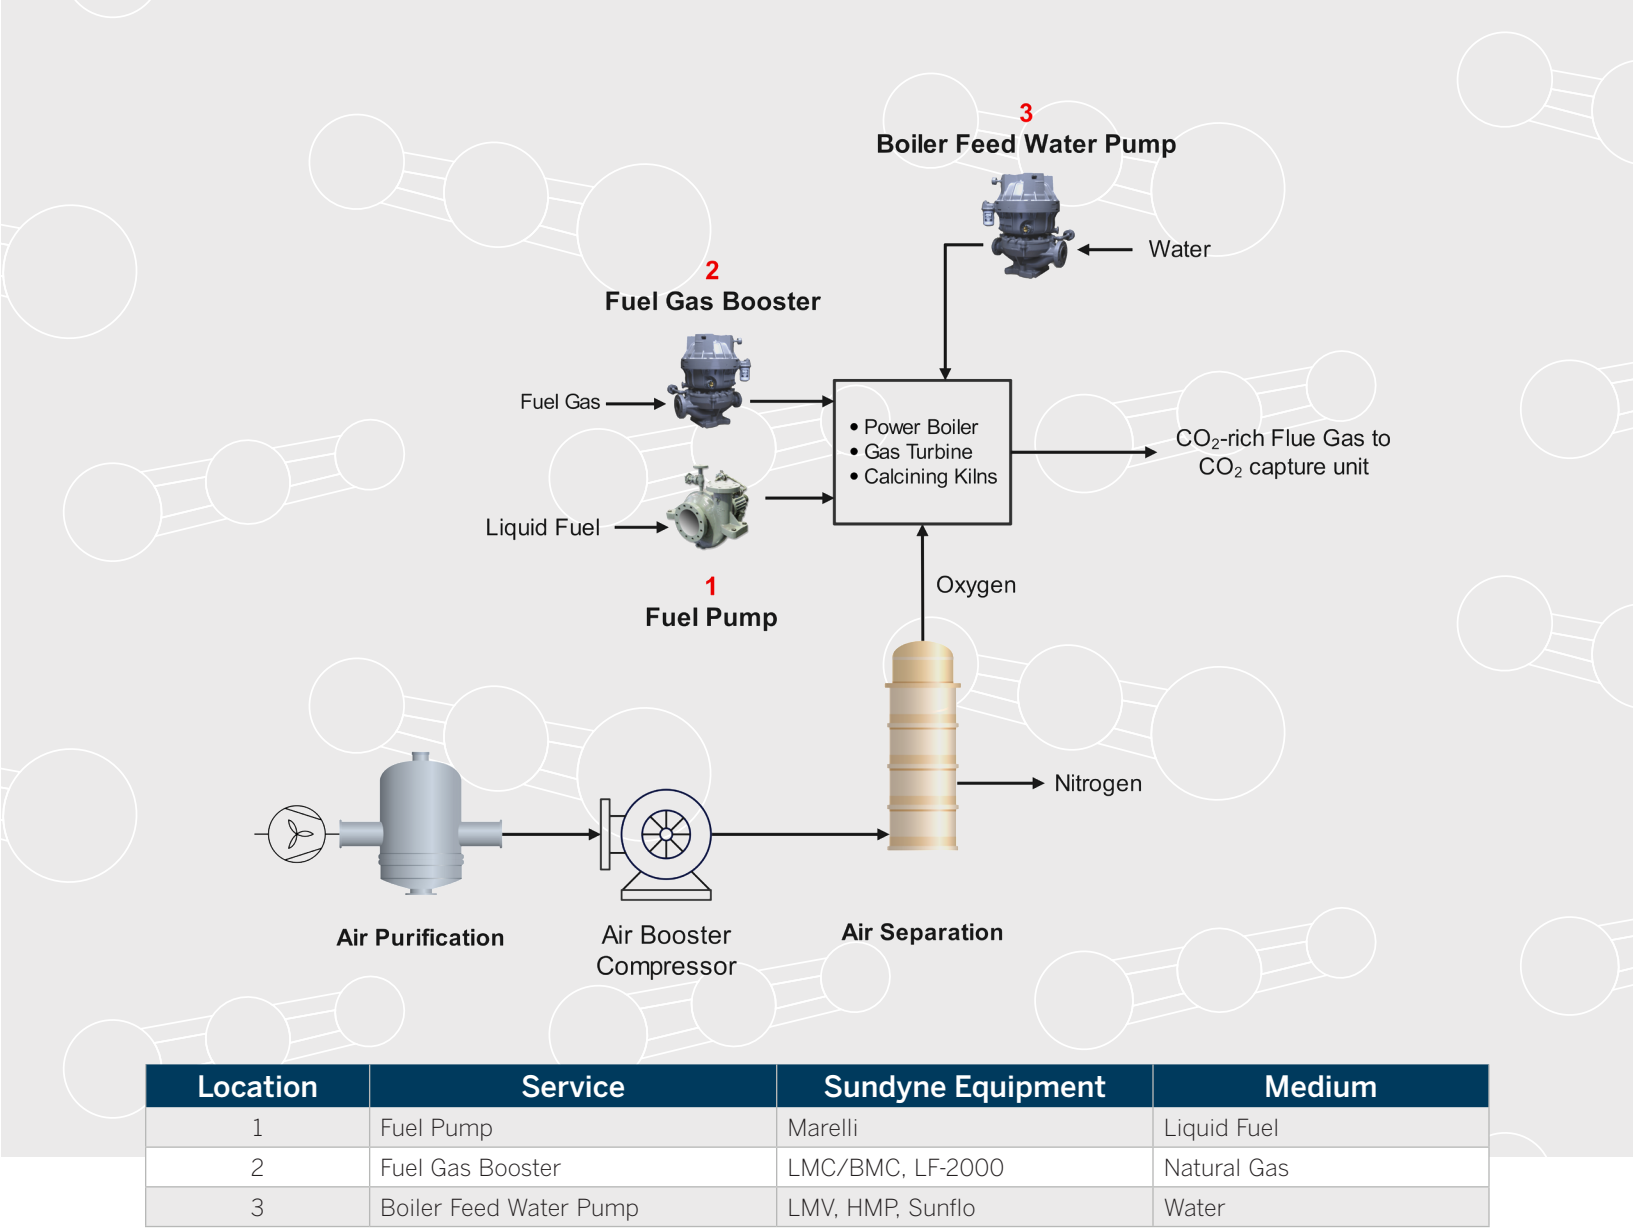 3
Boiler Feed Water Pump
Water
2
Fuel Gas Booster
Fuel Gas
• Power Boiler
• Gas Turbine
• Calcining Kilns
CO₂-rich Flue Gas to
CO₂ capture unit
Liquid Fuel
1
Fuel Pump
Oxygen
Nitrogen
Air Purification
Air Booster
Compressor
Air Separation
Location Service Sundyne Equipment Medium
1 Fuel Pump Marelli Liquid Fuel
2 Fuel Gas Booster LMC/BMC, LF-2000 Natural Gas
3 Boiler Feed Water Pump LMV, HMP, Sunflo Water